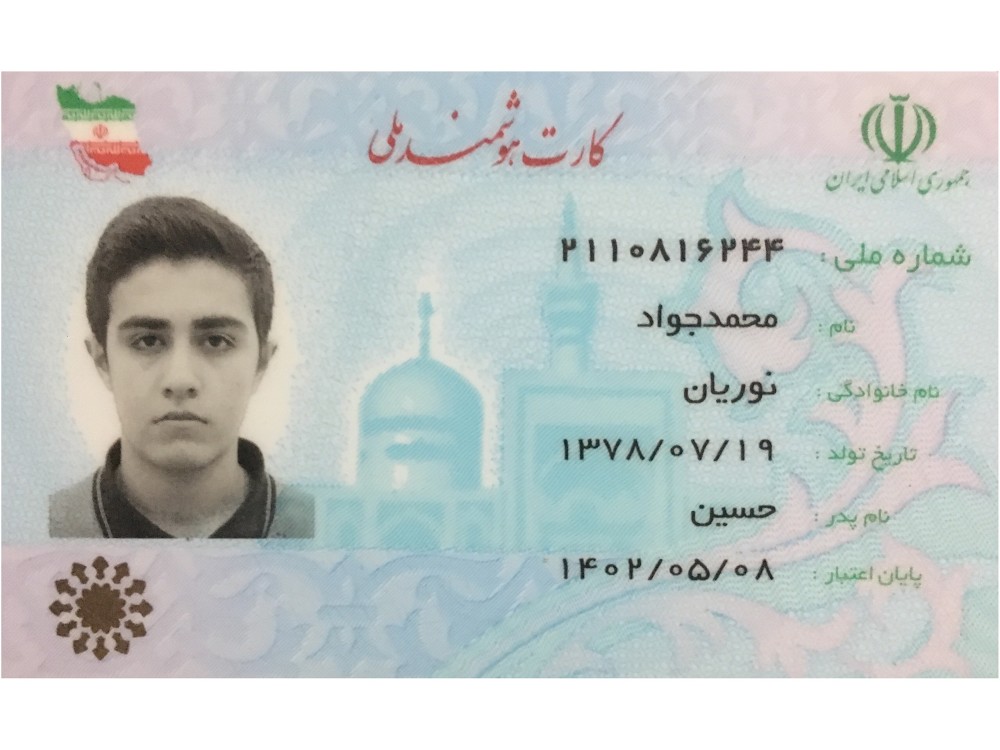 کارت هوشمند ملی
جمهوری اسلامی ایران
شماره ملی : ۲۱۱۰۸۱۶۲۴۴
نام : محمدجواد
نام خانوادگی : نوریان
تاریخ تولد : ۱۳۷۸/۰۷/۱۹
نام پدر : حسین
پایان اعتبار : ۱۴۰۲/۰۵/۰۸